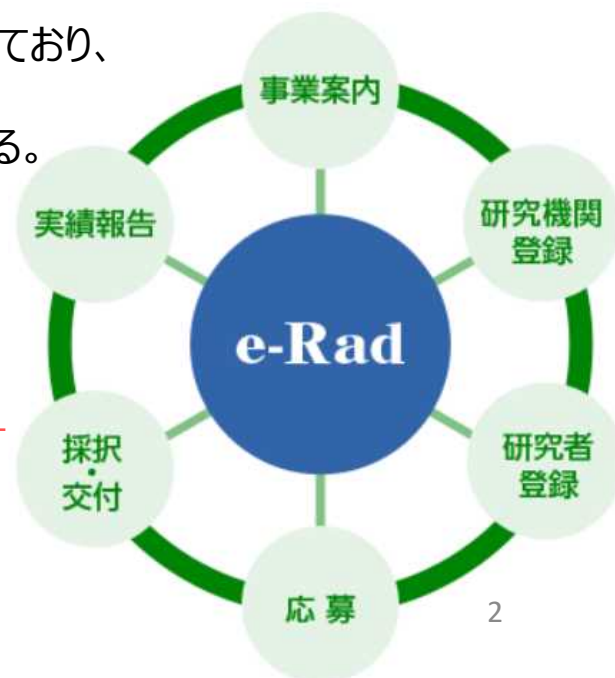 ており、
る。
事業案内
実績報告
研究機関
登録
e-Rad
採択
・
交付
研究者
登録
応 募
2